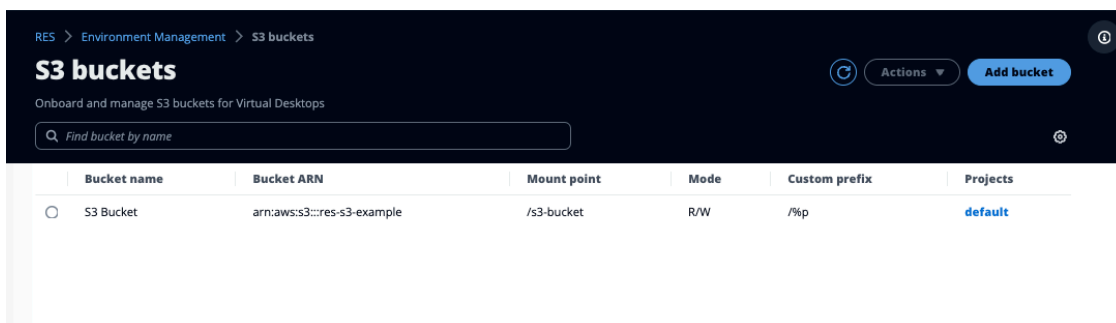 RES > Environment Management > S3 buckets
S3 buckets
Actions ▼ Add bucket
Onboard and manage S3 buckets for Virtual Desktops
Find bucket by name
Bucket name Bucket ARN Mount point Mode Custom prefix Projects
S3 Bucket arn:aws:s3:::res-s3-example /s3-bucket R/W /%p default